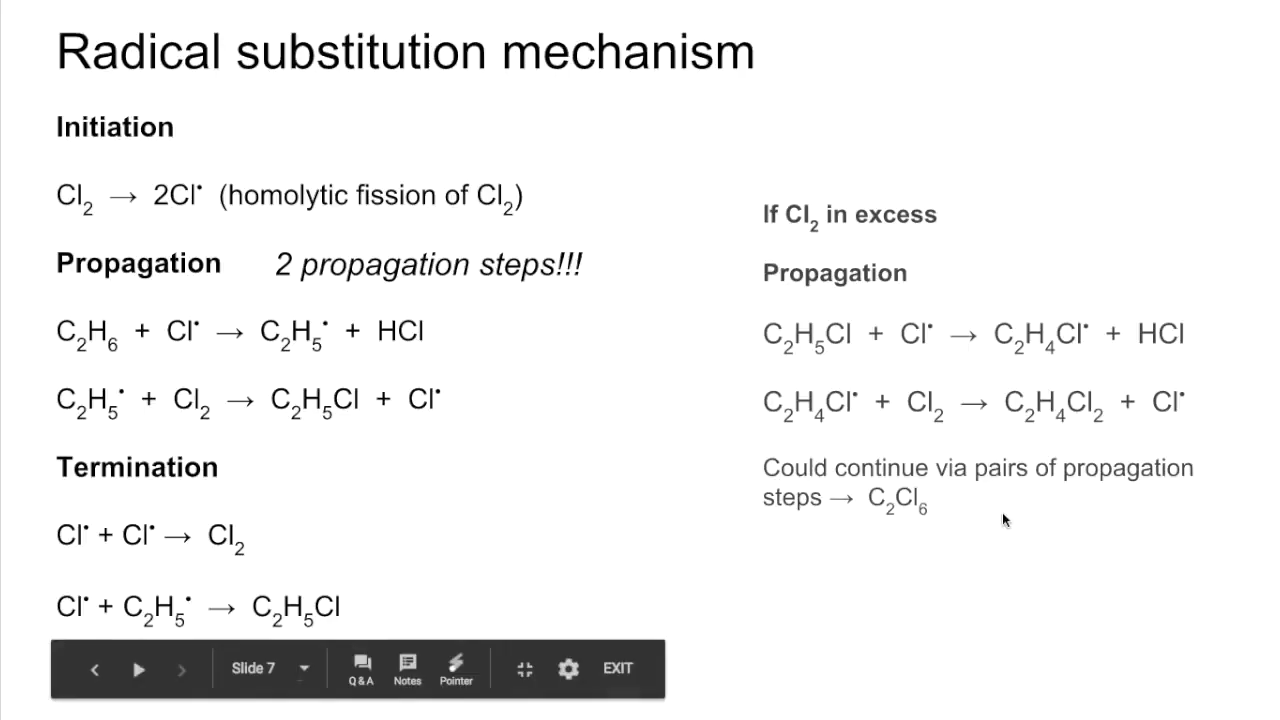 Radical substitution mechanism
Initiation
Cl₂ → 2Cl• (homolytic fission of Cl₂)
Propagation 2 propagation steps!!!
C₂H₆ + Cl• → C₂H₅• + HCl
C₂H₅• + Cl₂ → C₂H₅Cl + Cl•
Termination
Cl• + Cl• → Cl₂
Cl• + C₂H₅• → C₂H₅Cl
If Cl₂ in excess
Propagation
C₂H₅Cl + Cl• → C₂H₄Cl• + HCl
C₂H₄Cl• + Cl₂ → C₂H₄Cl₂ + Cl•
Could continue via pairs of propagation
steps → C₂Cl₆
Slide 7 Q&A Notes Pointer EXIT